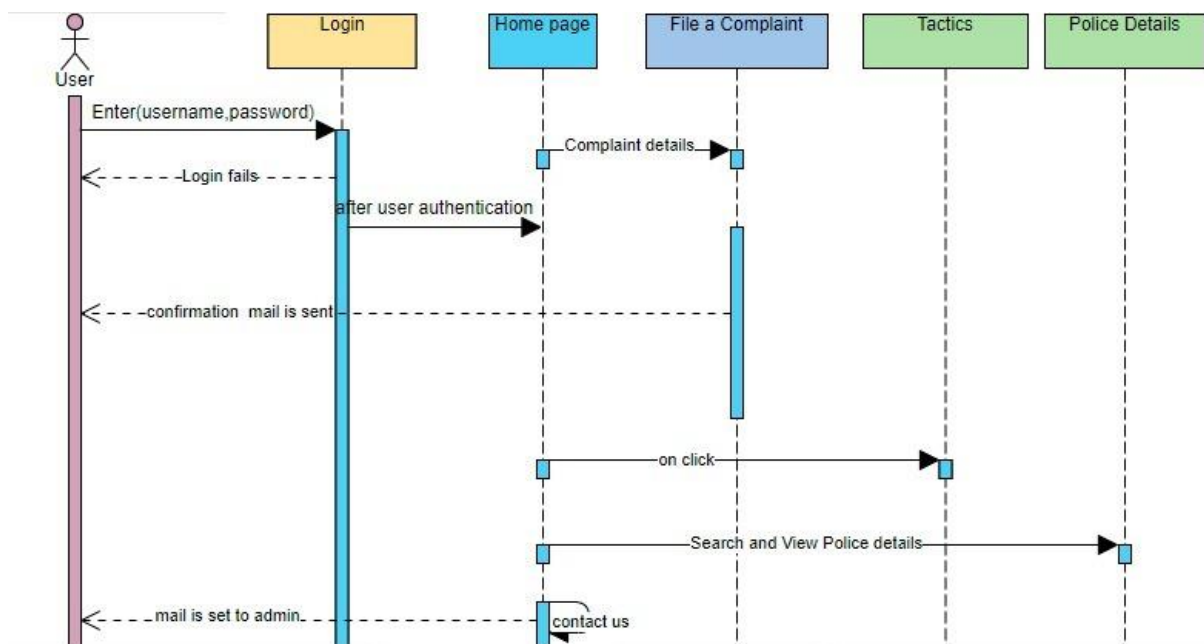 Login
Home page
File a Complaint
Tactics
Police Details
User
Enter(username,password)
Complaint details
Login fails
after user authentication
confirmation mail is sent
on click
Search and View Police details
mail is set to admin
contact us